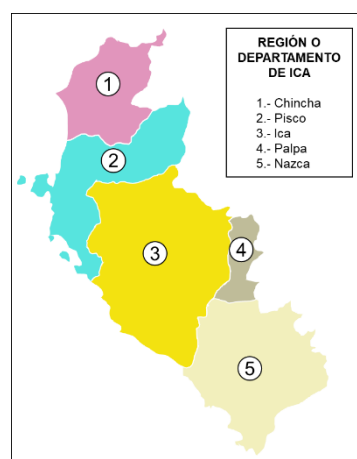 REGIÓN O
DEPARTAMENTO
DE ICA
1.- Chincha
2.- Pisco
3.- Ica
4.- Palpa
5.- Nazca
1
2
3
4
5